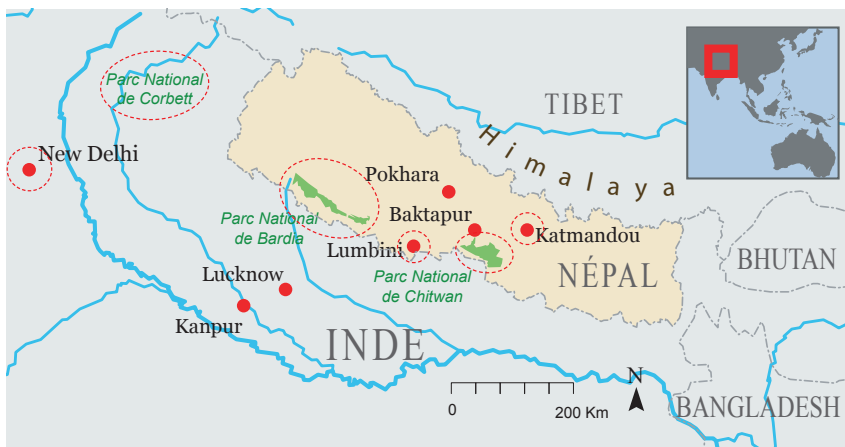 Parc National
de Corbett
TIBET
New Delhi
Himalaya
Pokhara
Parc National
de Bardia
Baktapur
Katmandou
Lumbini
BHUTAN
Parc National
de Chitwan
NÉPAL
Lucknow
Kanpur
INDE
N
BANGLADESH
0
200 Km